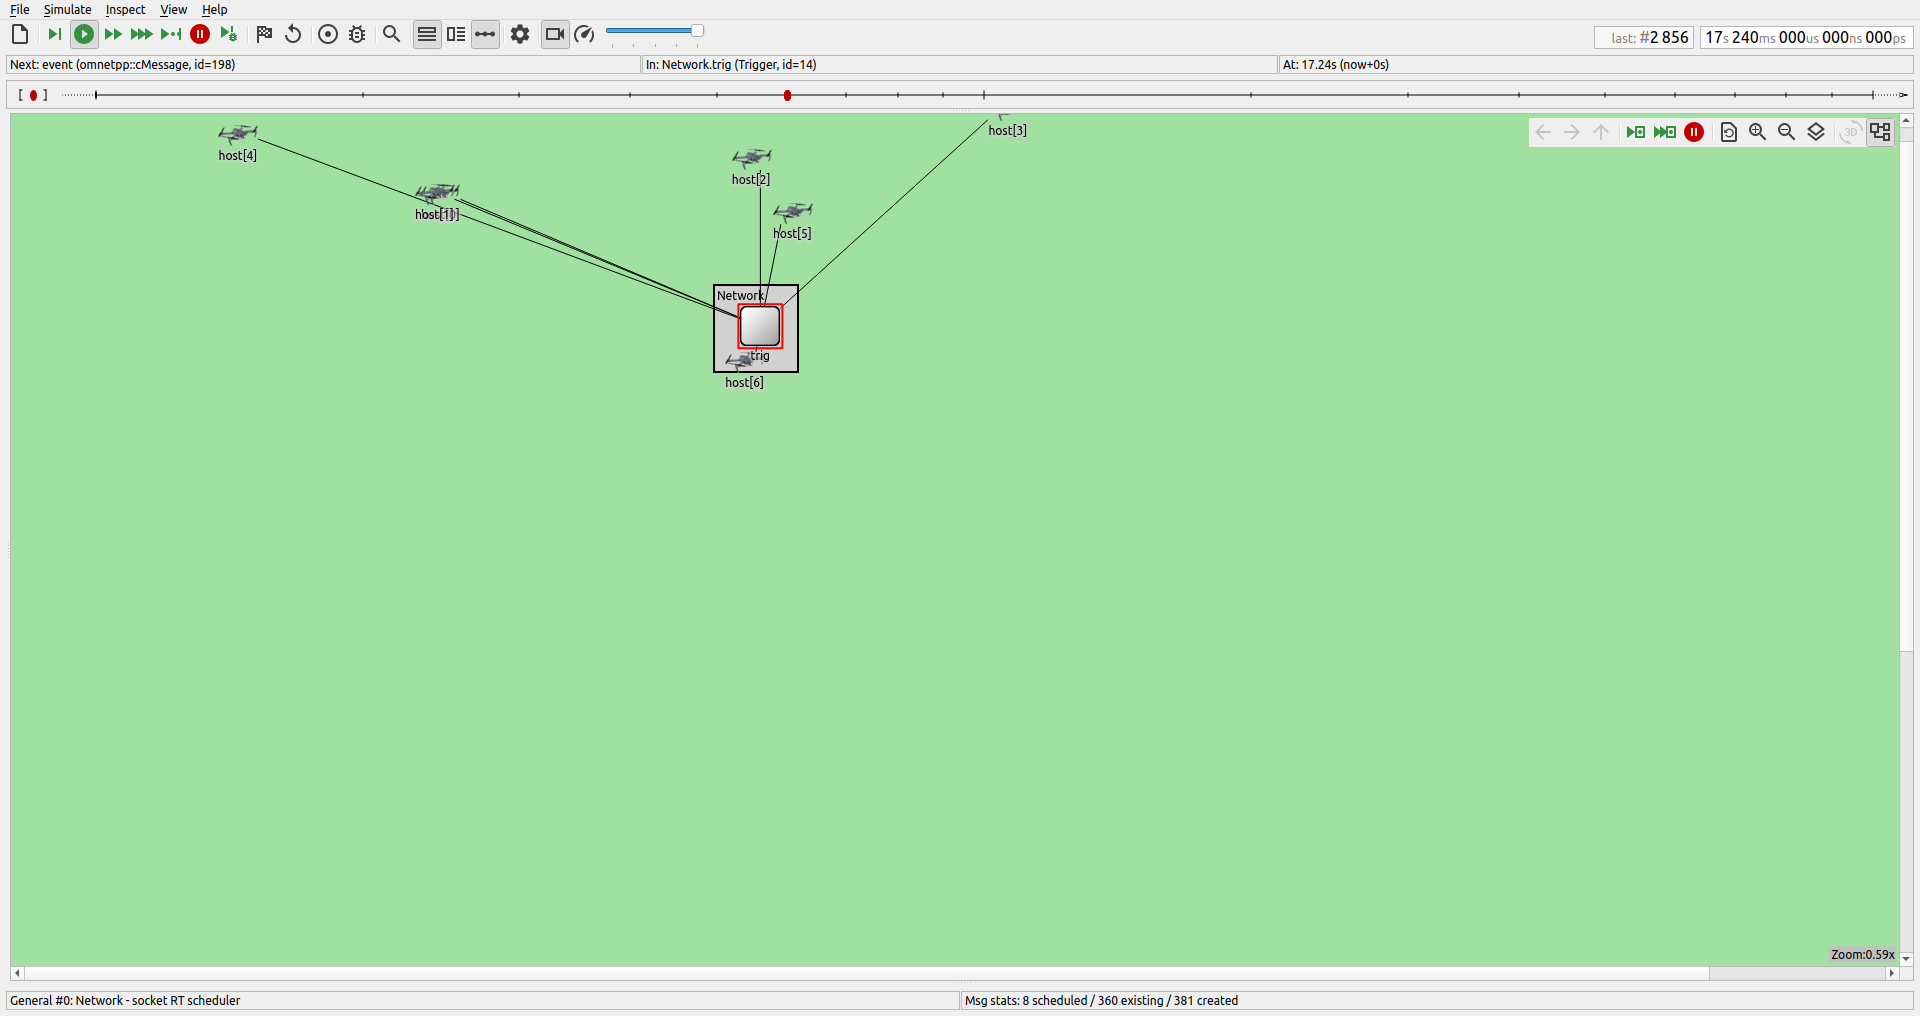 File Simulate Inspect View Help
last: #2 856 17s 240ms 000us 000ns 000ps
Next: event (omnetpp::cMessage, id=198) In: Network.trig (Trigger, id=14) At: 17.24s (now+0s)
[ ]
3D
host[3]
host[4]
host[2]
host[1]
host[5]
Network
trig
host[6]
Zoom:0.59x
General #0: Network - socket RT scheduler Msg stats: 8 scheduled / 360 existing / 381 created